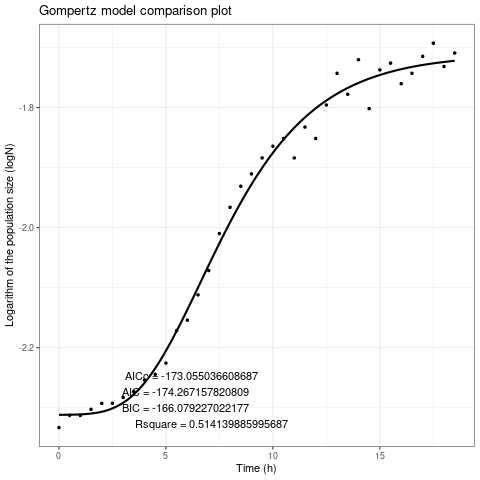 Gompertz model comparison plot
Logarithm of the population size (logN)
-1.8
-2.0
-2.2
AICc = -173.055036608687
AIC = -174.267157820809
BIC = -166.079227022177
Rsquare = 0.514139885995687
0
5
10
15
Time (h)